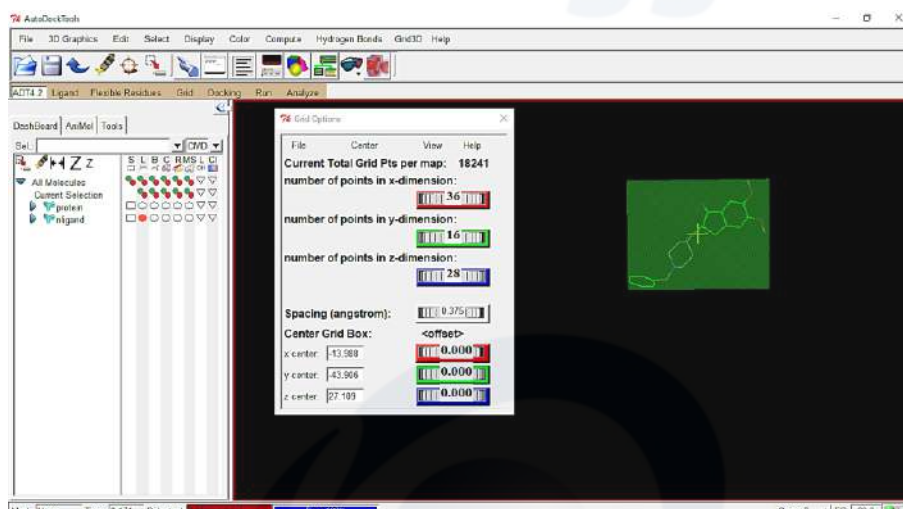 AutoDockTools
File 3D Graphics Edit Select Display Color Compute Hydrogen Bonds Grid3D Help
ADT4.2 Ligand Flexible Residues Grid Docking Run Analyze
DashBoard AniMol Tools
Sel.: CMD
Z z S L B C R MS L Cl
All Molecules
Current Selection
protein
nligand
Grid Options
File Center View Help
Current Total Grid Pts per map: 18241
number of points in x-dimension:
36
number of points in y-dimension:
16
number of points in z-dimension:
28
Spacing (angstrom): 0.375
Center Grid Box: <offset>
x center: -13.988 0.000
y center: -43.906 0.000
z center: 27.109 0.000